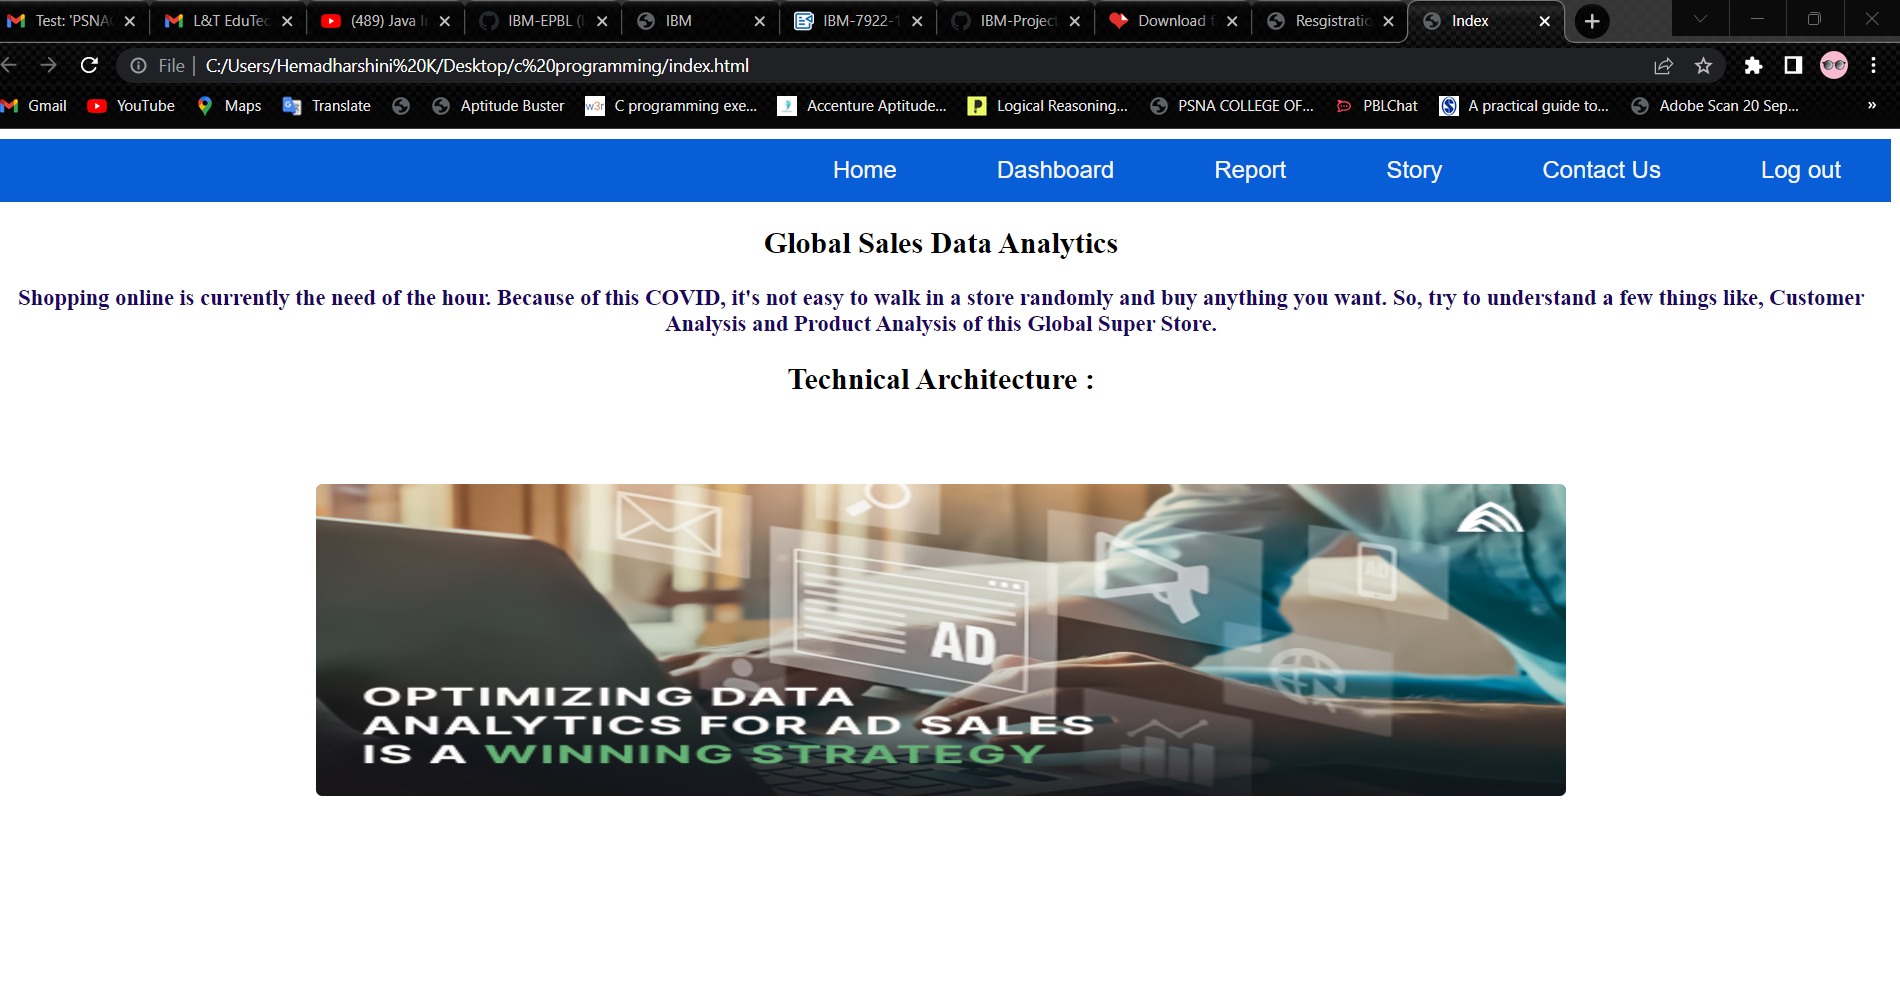 Test: 'PSNA
L&T EduTec
(489) Java I
IBM-EPBL (
IBM
IBM-7922-1
IBM-Project
Download f
Resgistratio
Index
File
C:/Users/Hemadharshini%20K/Desktop/c%20programming/index.html
Gmail
YouTube
Maps
Translate
Aptitude Buster
w3r
C programming exe...
Accenture Aptitude...
Logical Reasoning...
PSNA COLLEGE OF...
PBLChat
A practical guide to...
Adobe Scan 20 Sep...
»
Home
Dashboard
Report
Story
Contact Us
Log out
Global Sales Data Analytics
Shopping online is currently the need of the hour. Because of this COVID, it's not easy to walk in a store randomly and buy anything you want. So, try to understand a few things like, Customer
Analysis and Product Analysis of this Global Super Store.
Technical Architecture :
AD
AD
OPTIMIZING DATA
ANALYTICS FOR AD SALES
IS A WINNING STRATEGY